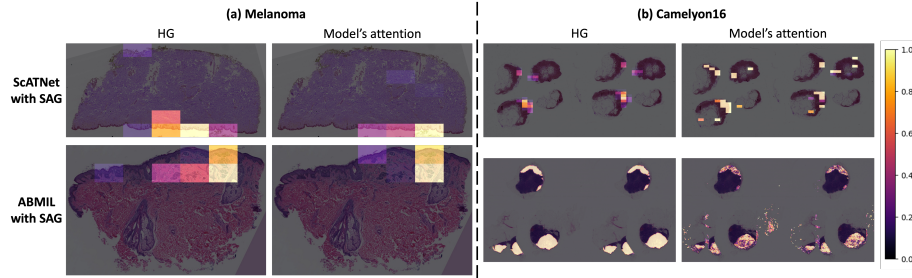 (a) Melanoma
(b) Camelyon16
HG
Model's attention
HG
Model's attention
ScATNet
with SAG
ABMIL
with SAG
1.0
0.8
0.6
0.4
0.2
0.0